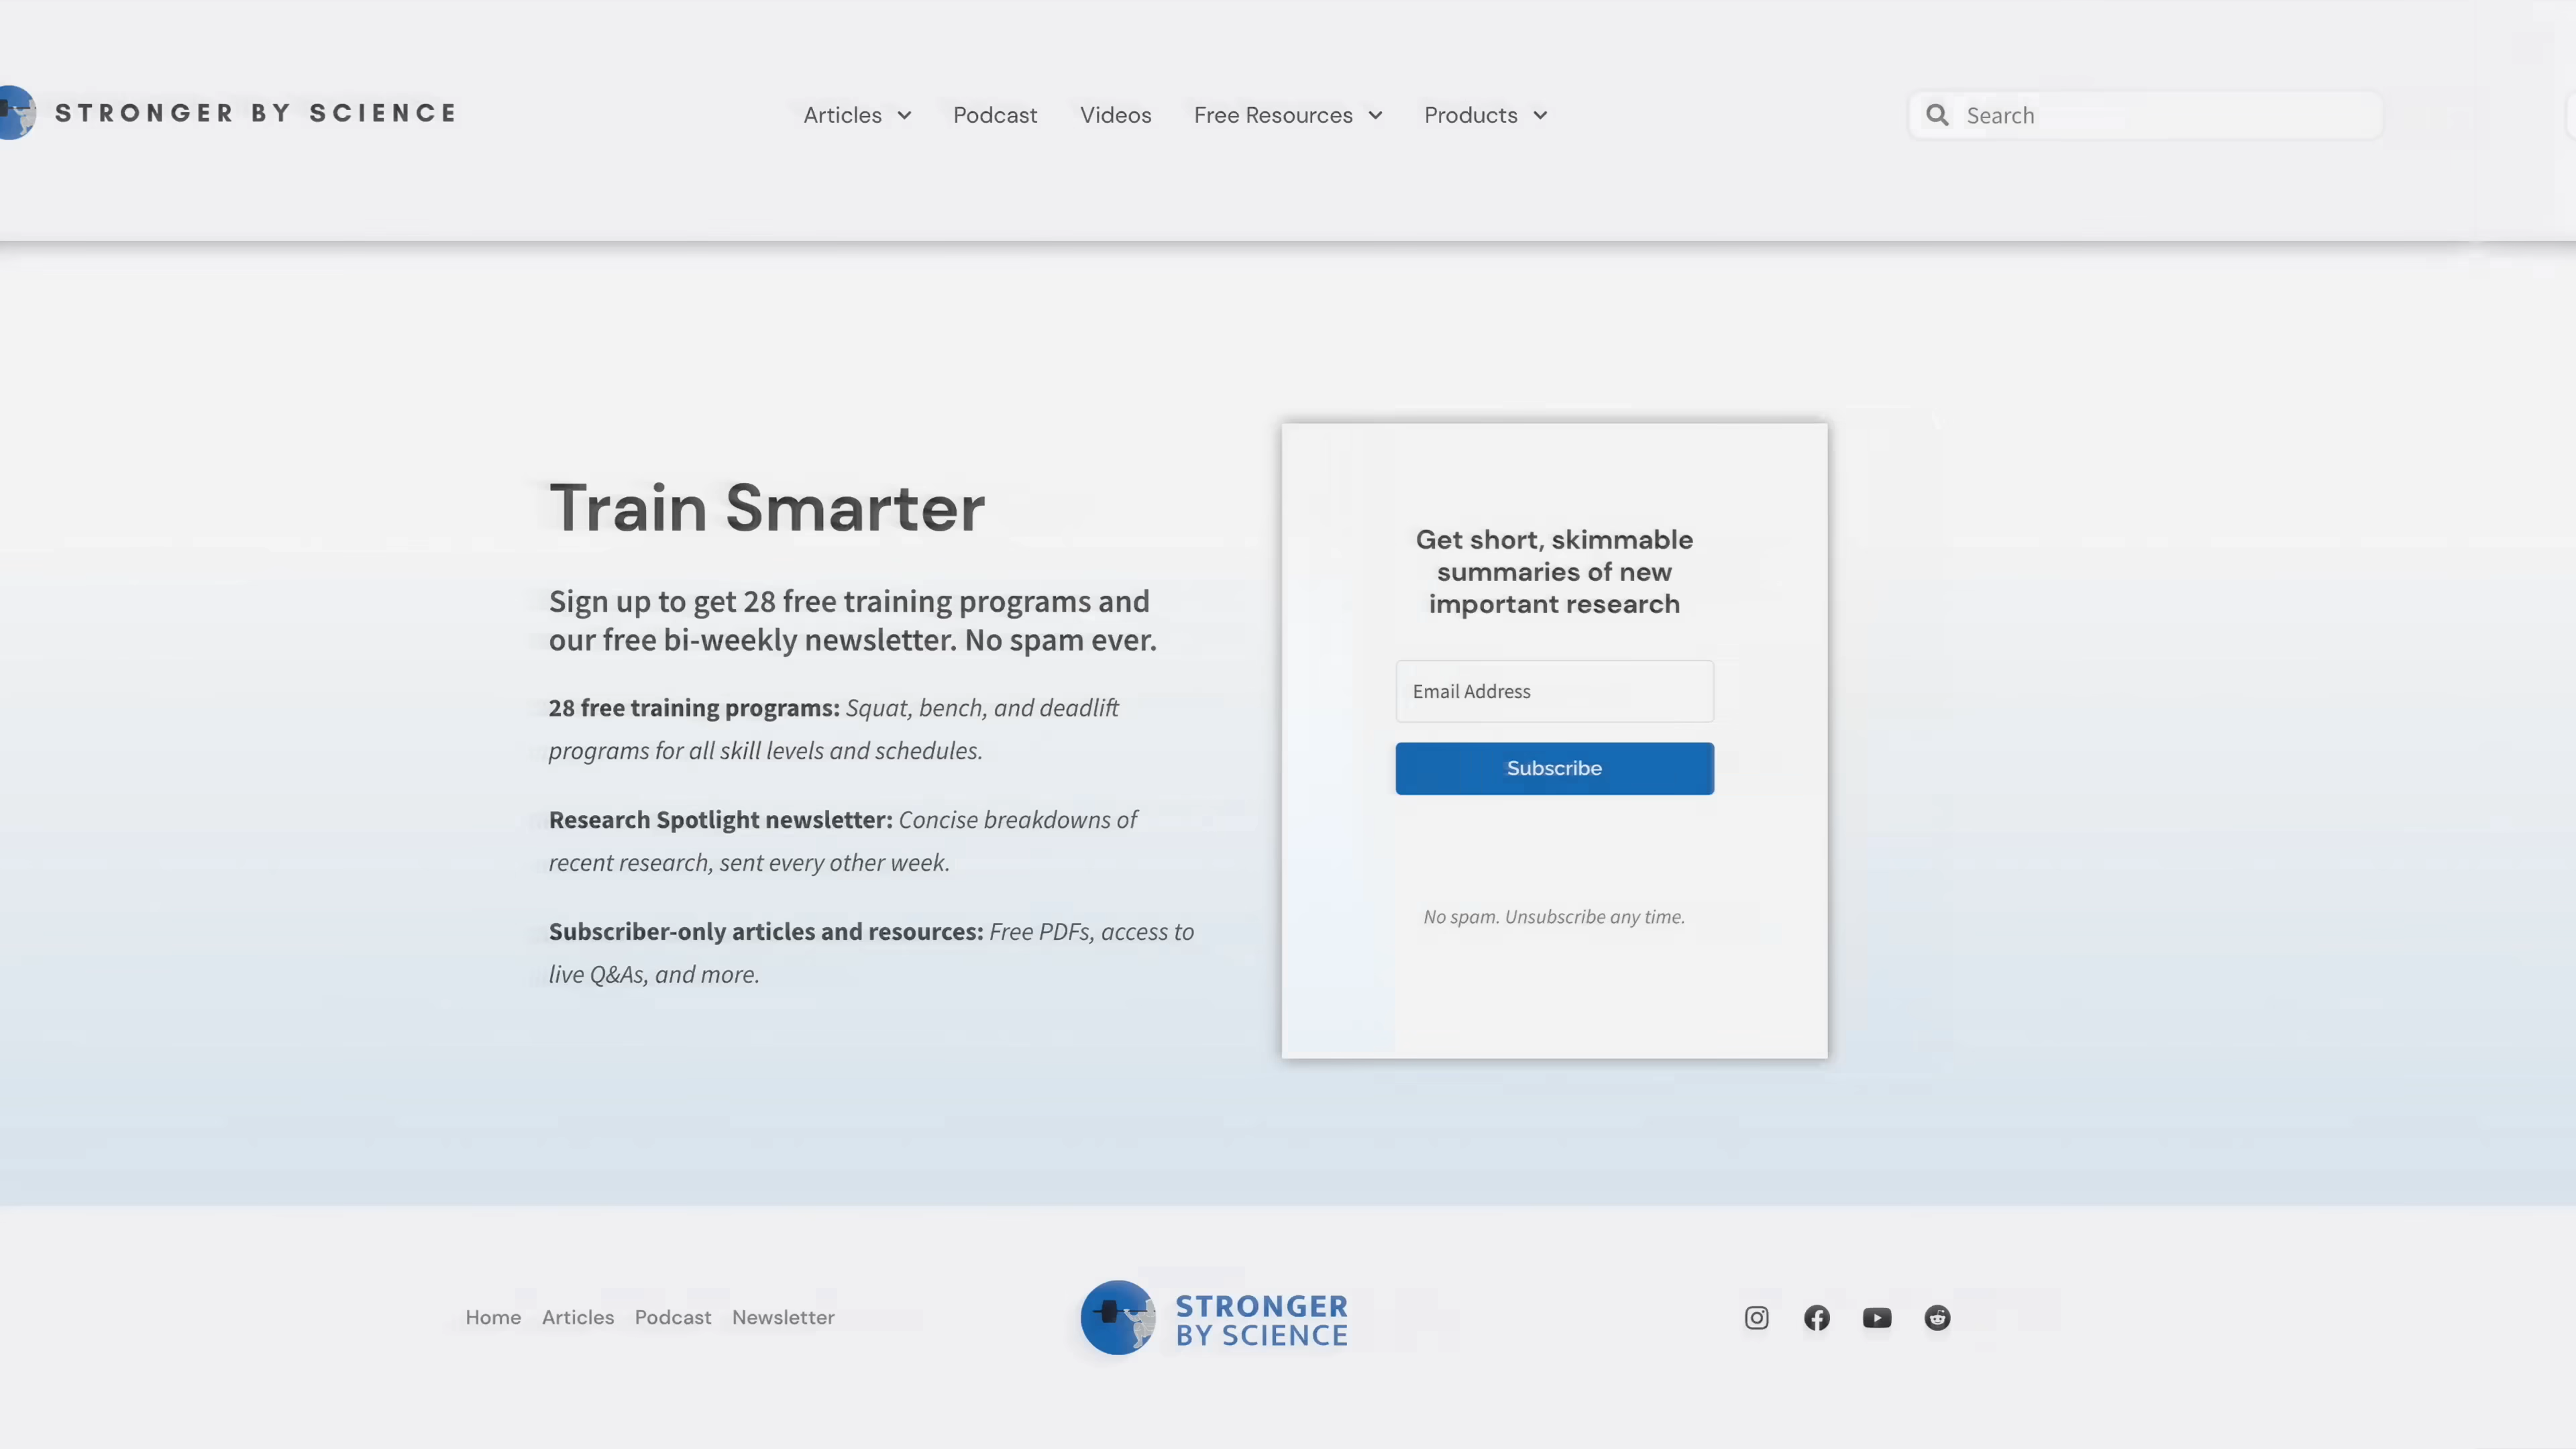 STRONGER BY SCIENCE
Articles
Podcast
Videos
Free Resources
Products
Search
Train Smarter
Sign up to get 28 free training programs and
our free bi-weekly newsletter. No spam ever.
28 free training programs: Squat, bench, and deadlift
programs for all skill levels and schedules.
Research Spotlight newsletter: Concise breakdowns of
recent research, sent every other week.
Subscriber-only articles and resources: Free PDFs, access to
live Q&As, and more.
Get short, skimmable
summaries of new
important research
Email Address
Subscribe
No spam. Unsubscribe any time.
Home
Articles
Podcast
Newsletter
STRONGER
BY SCIENCE